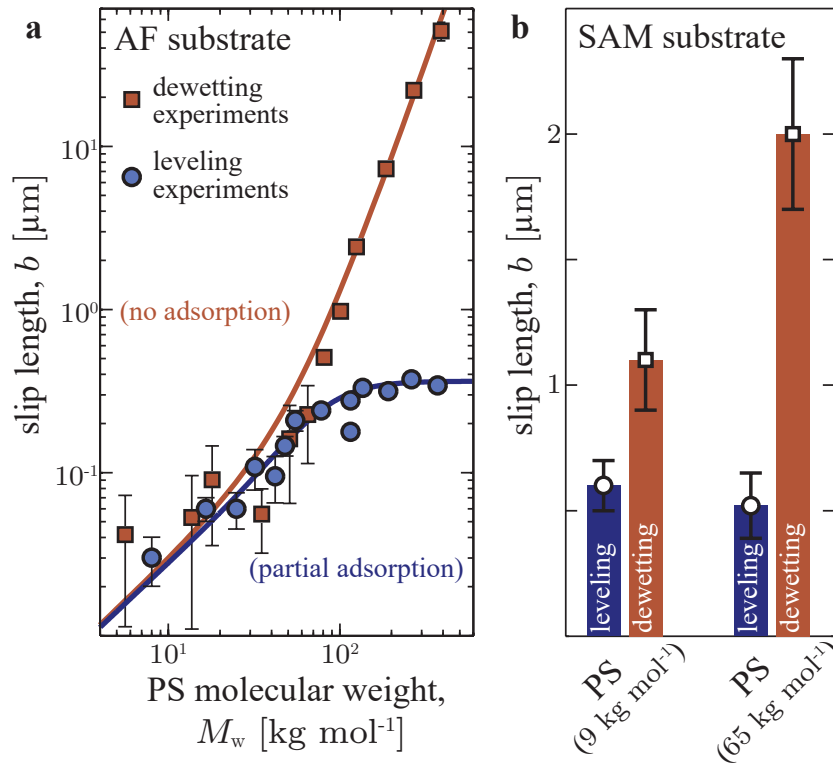 a
AF substrate
dewetting
experiments
leveling
experiments
(no adsorption)
(partial adsorption)
slip length, b [µm]
10¹
10⁰
10⁻¹
10¹
10²
PS molecular weight,
M_w [kg mol⁻¹]
b
SAM substrate
slip length, b [µm]
2
1
leveling
dewetting
leveling
dewetting
PS
(9 kg mol⁻¹)
PS
(65 kg mol⁻¹)